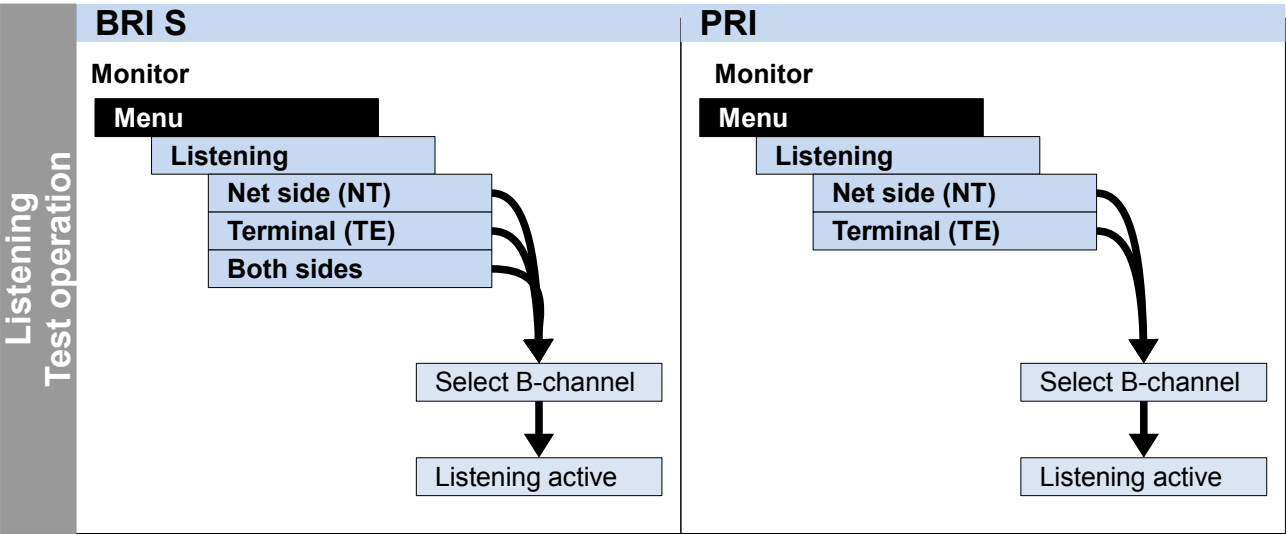 Listening
Test operation
BRI S
Monitor
Menu
Listening
Net side (NT)
Terminal (TE)
Both sides
Select B-channel
Listening active
PRI
Monitor
Menu
Listening
Net side (NT)
Terminal (TE)
Select B-channel
Listening active